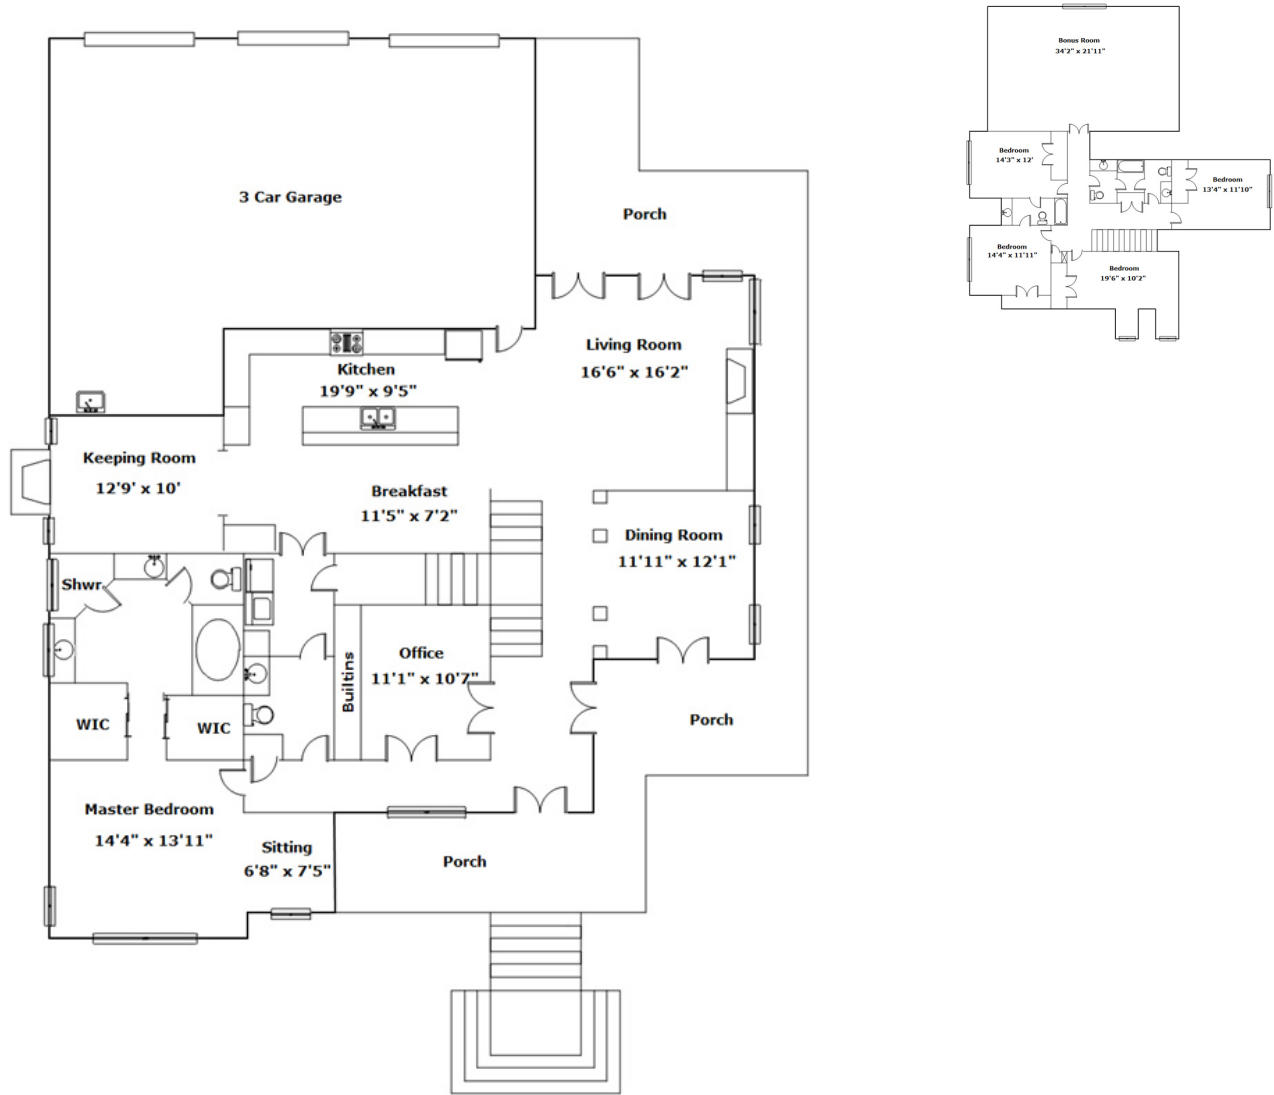 3 Car Garage
Porch
Living Room
16'6" x 16'2"
Kitchen
19'9" x 9'5"
Keeping Room
12'9' x 10'
Breakfast
11'5" x 7'2"
Dining Room
11'11" x 12'1"
Shwr.
Office
11'1" x 10'7"
Builtins
WIC
WIC
Porch
Master Bedroom
14'4" x 13'11"
Sitting
6'8" x 7'5"
Porch
Bonus Room
34'2" x 21'11"
Bedroom
14'3" x 12'
Bedroom
13'4" x 11'10"
Bedroom
14'4" x 11'11"
Bedroom
19'6" x 10'2"